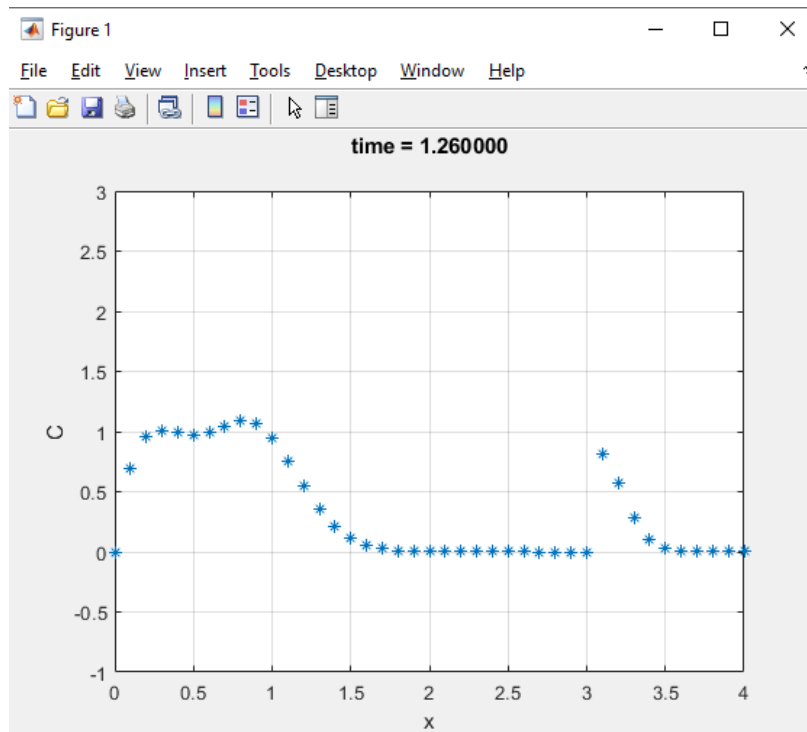 Figure 1
File Edit View Insert Tools Desktop Window Help
time = 1.260000
3
2.5
2
1.5
1
0.5
0
-0.5
-1
C
0 0.5 1 1.5 2 2.5 3 3.5 4
x